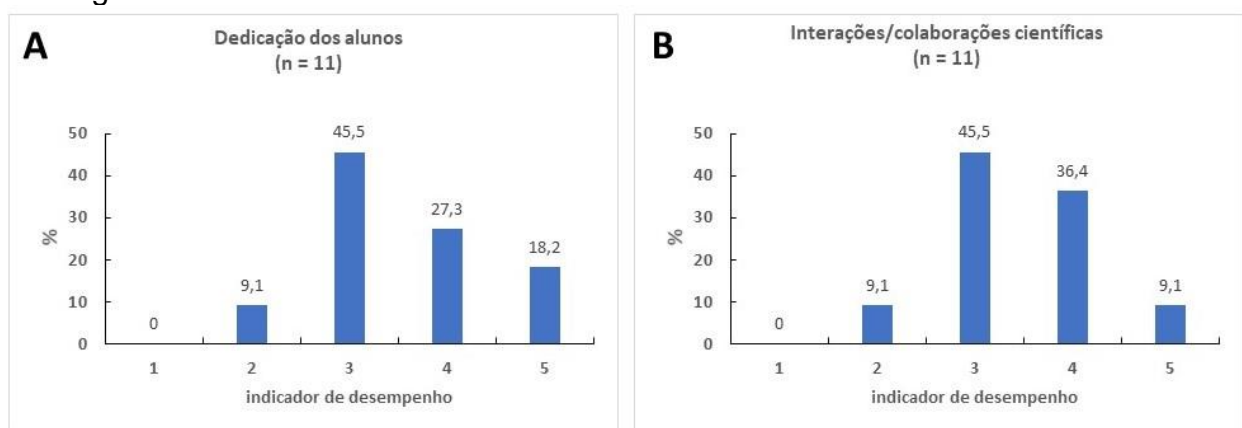 A
Dedicação dos alunos
(n = 11)
50
40
30
20
10
0
%
0
9,1
45,5
27,3
18,2
1 2 3 4 5
indicador de desempenho
B
Interações/colaborações científicas
(n = 11)
50
40
30
20
10
0
%
0
9,1
45,5
36,4
9,1
1 2 3 4 5
indicador de desempenho